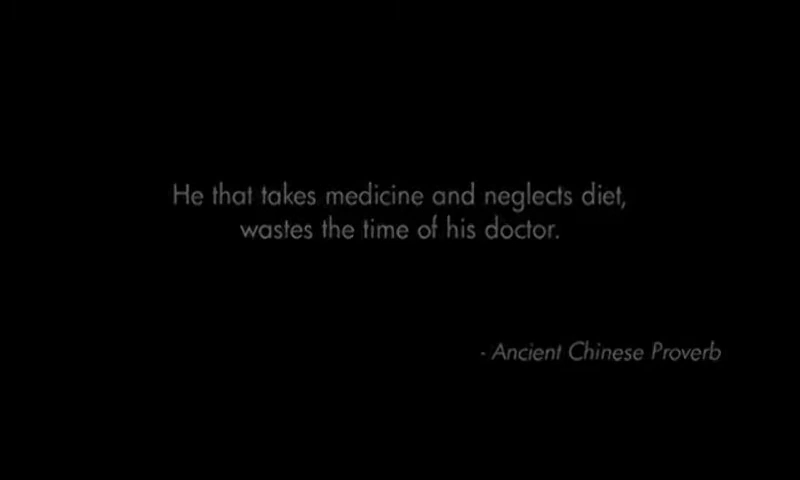 He that takes medicine and neglects diet,
wastes the time of his doctor.
- Ancient Chinese Proverb